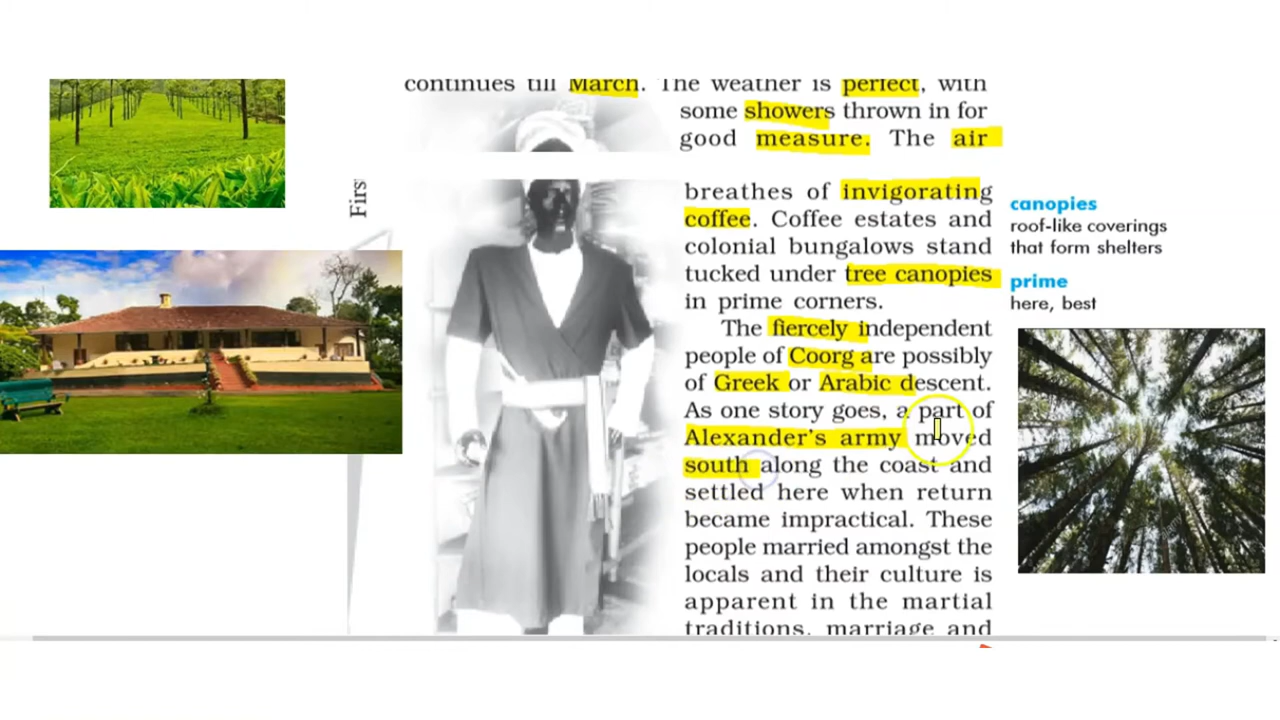 continues till March. The weather is perfect, with
some showers thrown in for
good measure. The air
breathes of invigorating
coffee. Coffee estates and
colonial bungalows stand
tucked under tree canopies
in prime corners.
The fiercely independent
people of Coorg are possibly
of Greek or Arabic descent.
As one story goes, a part of
Alexander's army moved
south along the coast and
settled here when return
became impractical. These
people married amongst the
locals and their culture is
apparent in the martial
traditions, marriage and
canopies
roof-like coverings
that form shelters
prime
here, best
First